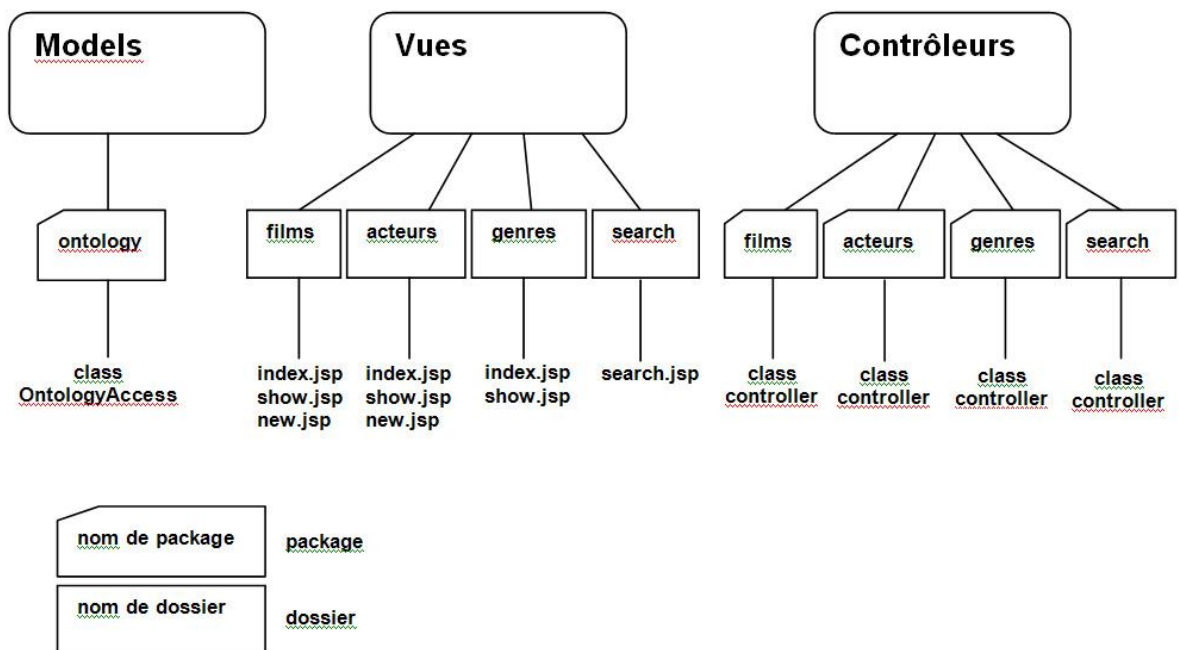 Models
Vues
Contrôleurs
ontology
films
acteurs
genres
search
films
acteurs
genres
search
class
OntologyAccess
index.jsp
show.jsp
new.jsp
index.jsp
show.jsp
new.jsp
index.jsp
show.jsp
search.jsp
class
controller
class
controller
class
controller
class
controller
nom de package
package
nom de dossier
dossier